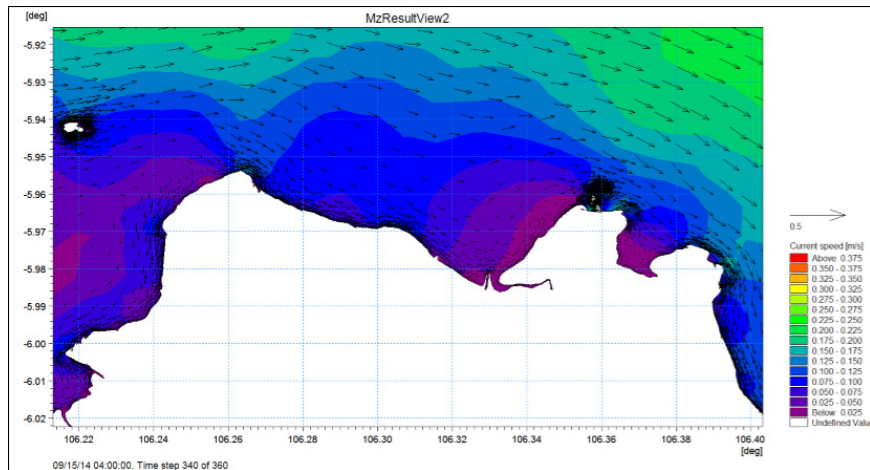 [deg]
MzResultView2
-5.92
-5.93
-5.94
-5.95
-5.96
-5.97
-5.98
-5.99
-6.00
-6.01
-6.02
106.22 106.24 106.26 106.28 106.30 106.32 106.34 106.36 106.38 106.40
[deg]
09/15/14 04:00:00, Time step 340 of 360
0.5
Current speed [m/s]
Above 0.375
0.350 - 0.375
0.325 - 0.350
0.300 - 0.325
0.275 - 0.300
0.250 - 0.275
0.225 - 0.250
0.200 - 0.225
0.175 - 0.200
0.150 - 0.175
0.125 - 0.150
0.100 - 0.125
0.075 - 0.100
0.050 - 0.075
0.025 - 0.050
Below 0.025
Undefined Value